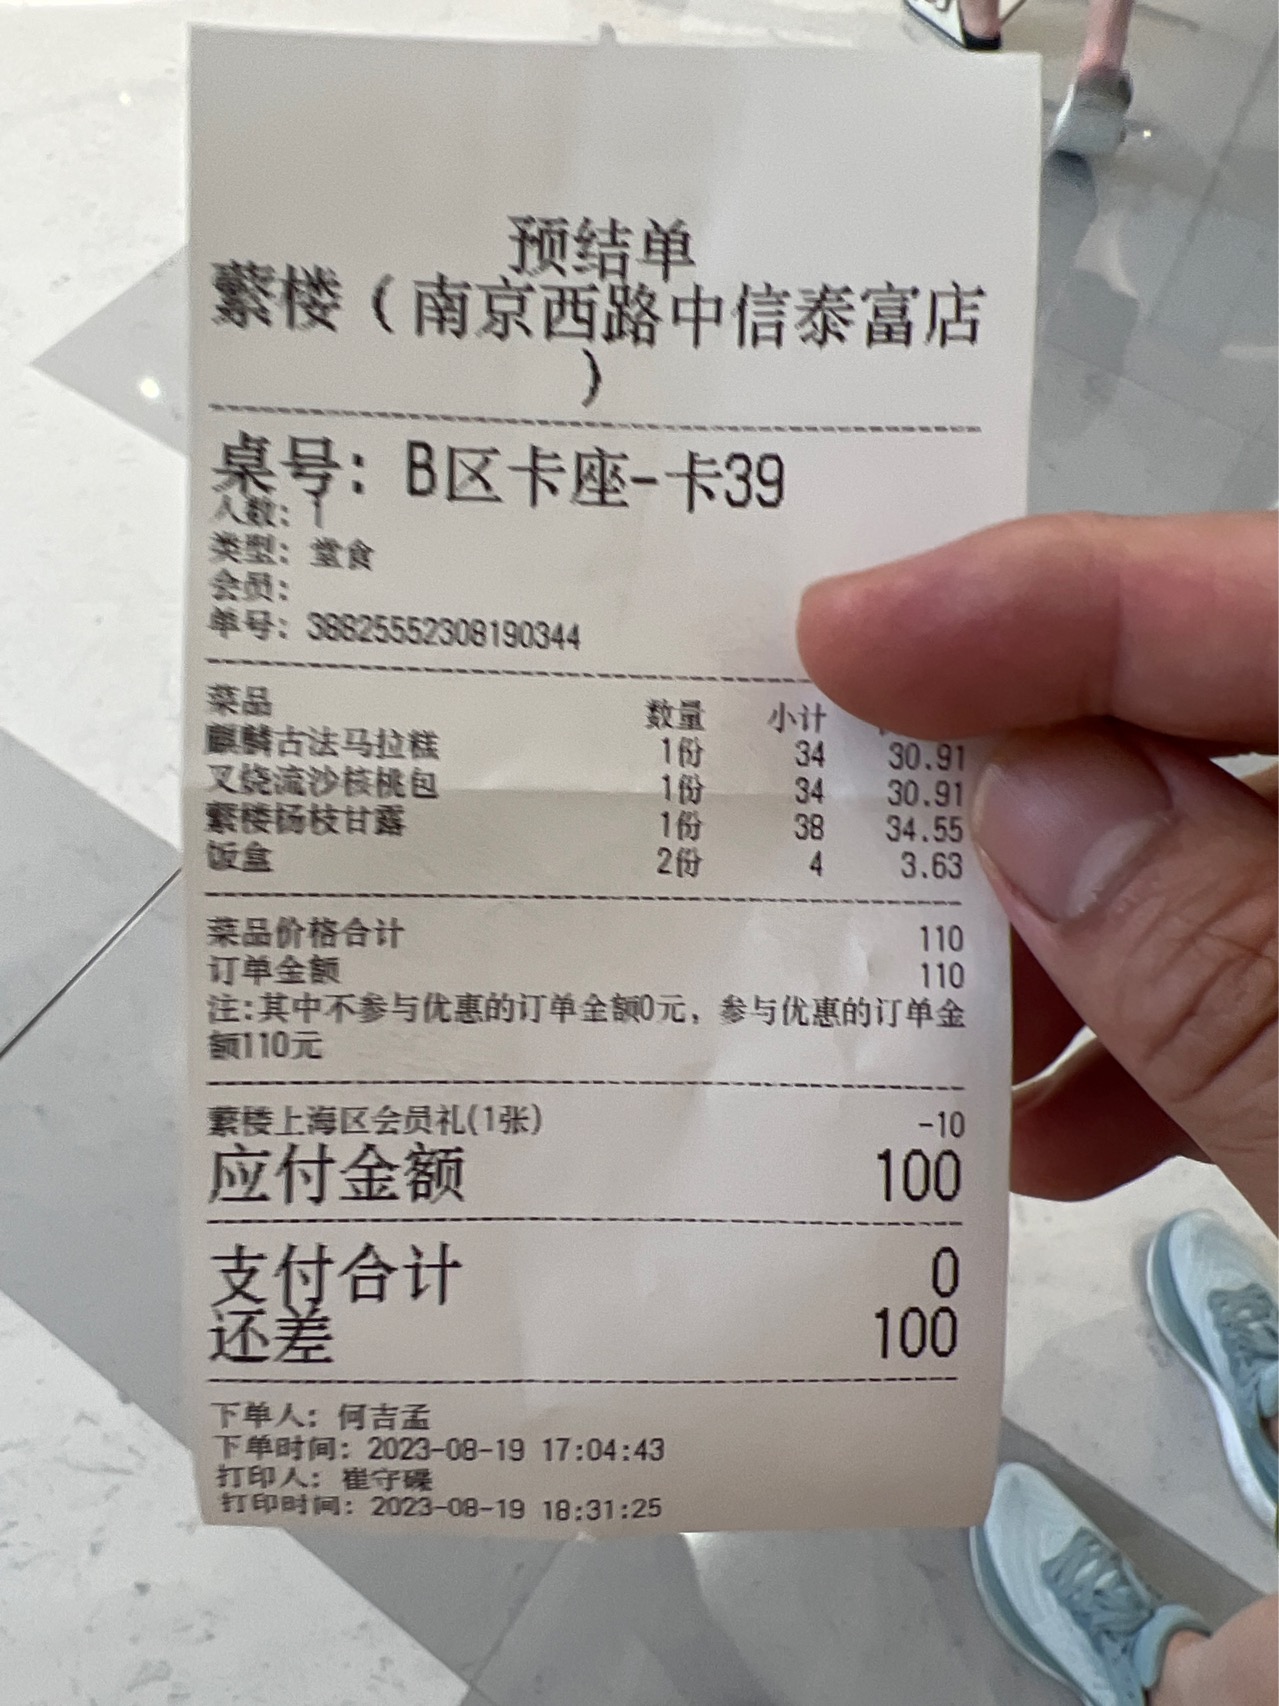 预结单
蘩楼（南京西路中信泰富店
）
桌号：B区卡座-卡39
人数：1
类型：堂食
会员：
单号：38825552308190344
菜品 数量 小计
麒麟古法马拉糕 1份 34 30.91
叉烧流沙核桃包 1份 34 30.91
蘩楼杨枝甘露 1份 38 34.55
饭盒 2份 4 3.63
菜品价格合计 110
订单金额 110
注:其中不参与优惠的订单金额0元，参与优惠的订单金
额110元
蘩楼上海区会员礼(1张) -10
应付金额 100
支付合计 0
还差 100
下单人：何吉孟
下单时间：2023-08-19 17:04:43
打印人：崔守碟
打印时间：2023-08-19 18:31:25